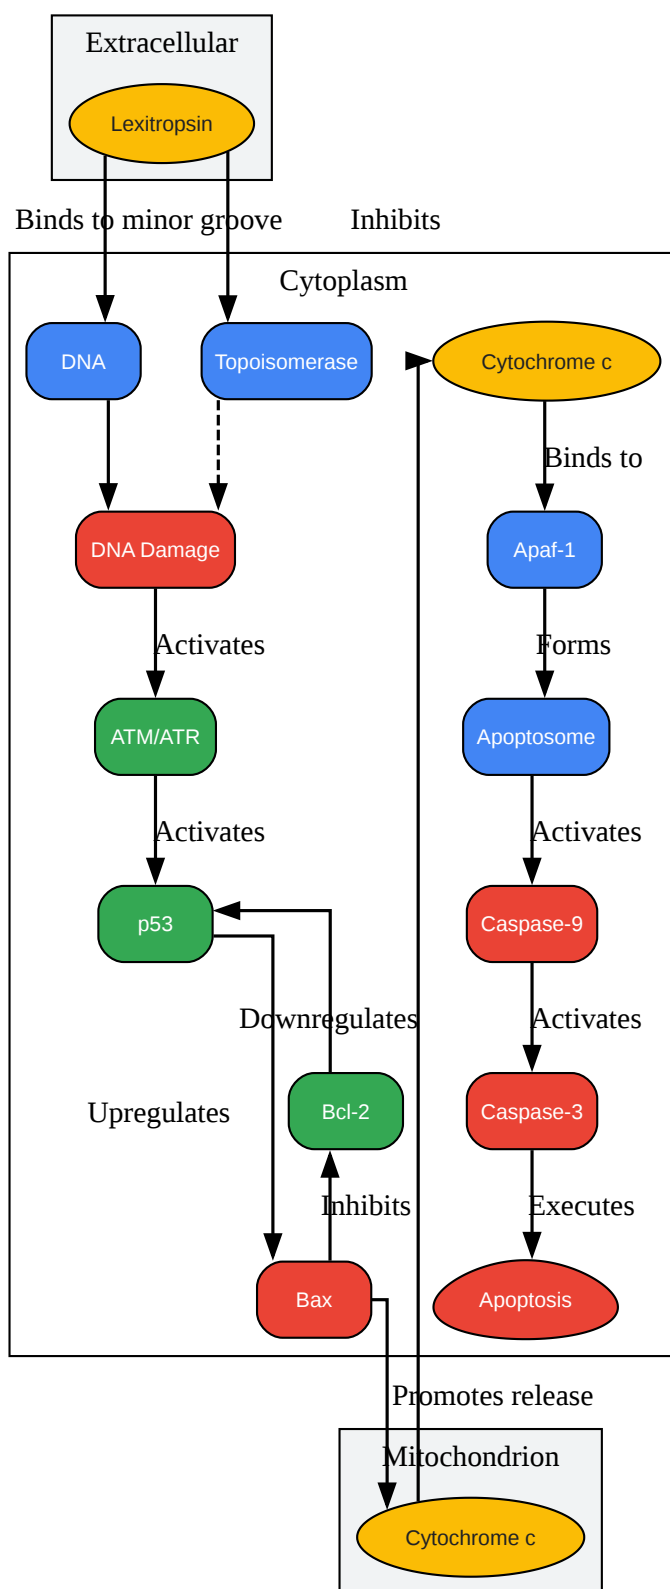 Extracellular
Lexitropsin
Binds to minor groove
Inhibits
Cytoplasm
DNA
Topoisomerase
Cytochrome c
Binds to
DNA Damage
Apaf-1
Activates
Forms
ATM/ATR
Apoptosome
Activates
Activates
p53
Caspase-9
Downregulates
Activates
Upregulates
Bcl-2
Caspase-3
Inhibits
Executes
Bax
Apoptosis
Promotes release
Mitochondrion
Cytochrome c